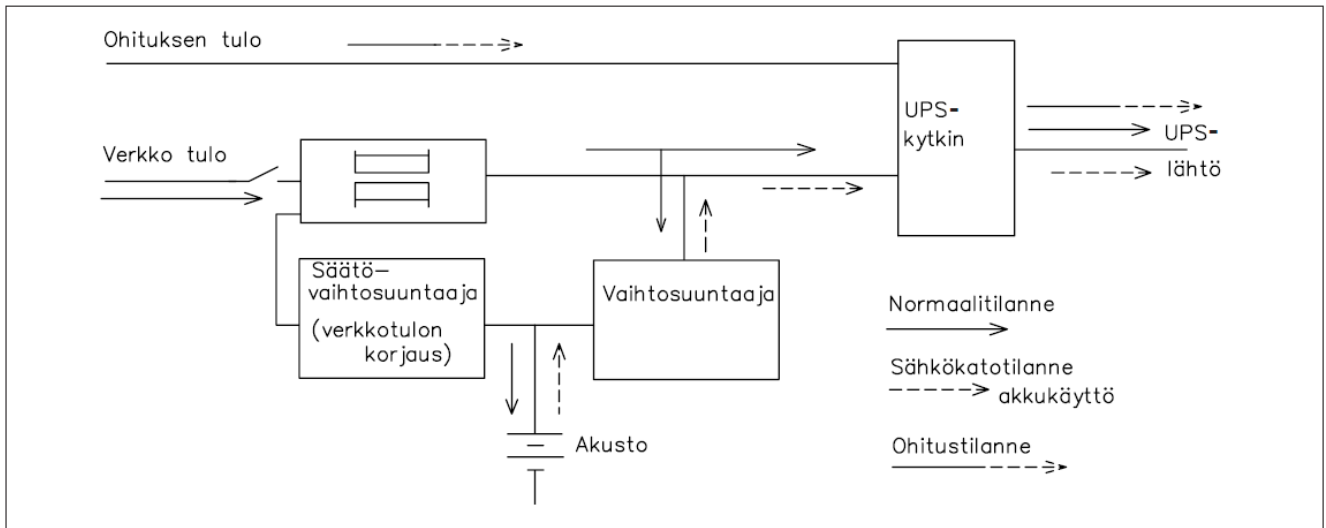 Ohituksen tulo
Verkko tulo
UPS-
kytkin
UPS-
lähtö
Säätö-
vaihtosuuntaaja
(verkkotulon
korjaus)
Vaihtosuuntaaja
Akusto
Normaalitilanne
Sähkökatotilanne
akkukäyttö
Ohitustilanne